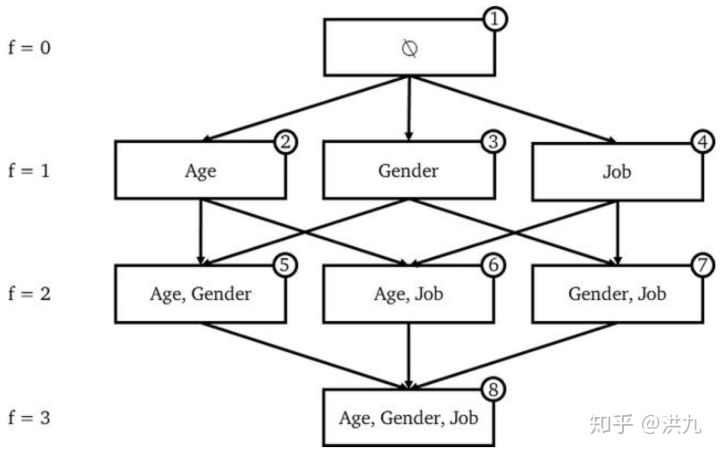 f = 0
①
∅
f = 1
②
Age
③
Gender
④
Job
f = 2
⑤
Age, Gender
⑥
Age, Job
⑦
Gender, Job
f = 3
⑧
Age, Gender, Job
知乎 @洪九